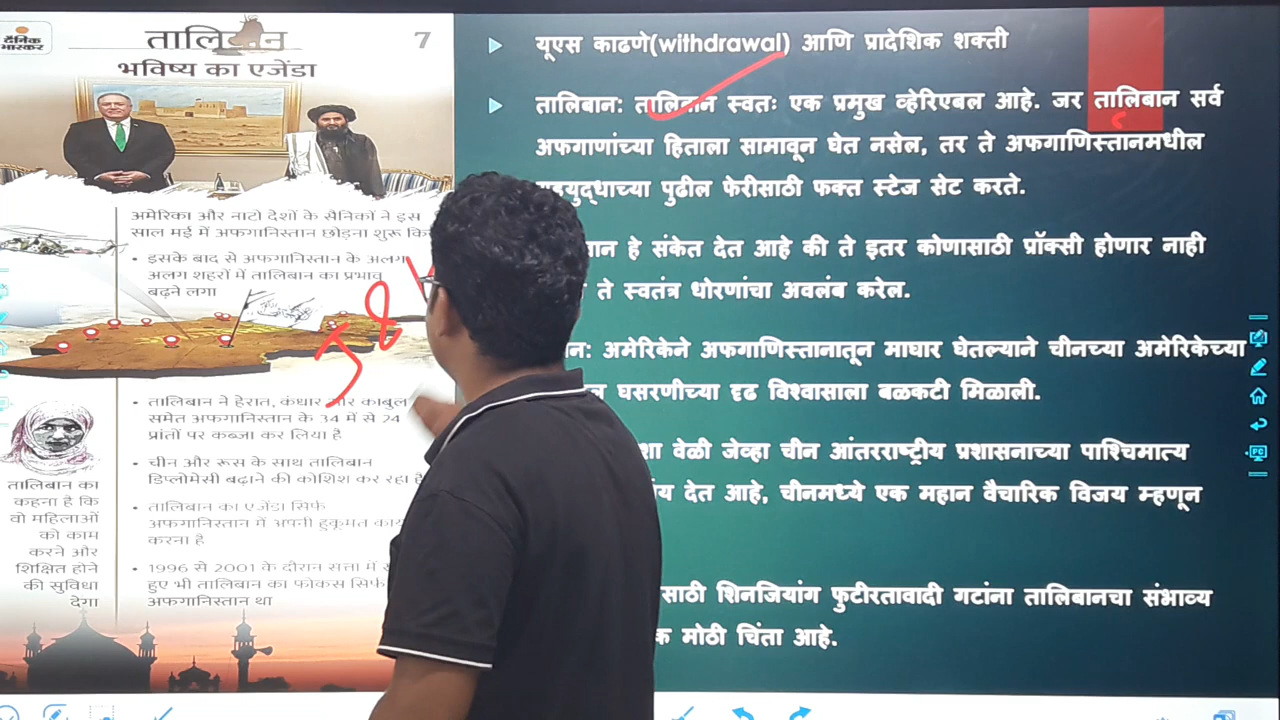 दैनिक
भास्कर
तालिबान
7
भविष्य का एजेंडा
अमेरिका और नाटो देशों के सैनिकों ने इस
साल मई में अफगानिस्तान छोड़ना शुरू
• इसके बाद से अफगानिस्तान के अलग
अलग शहरों में तालिबान का प्रभाव
बढ़ने लगा
J&K
• तालिबान ने हेरात, कंधार और काबुल
समेत अफगानिस्तान के 34 में से 24
प्रांतों पर कब्जा कर लिया है
• चीन और रूस के साथ तालिबान
डिप्लोमेसी बढ़ाने की कोशिश कर रहा है
• तालिबान का एजेंडा सिर्फ
अफगानिस्तान में अपनी हुकूमत
करना है
• 1996 से 2001 के दौरान सत्ता में
हुए भी तालिबान का फोकस सिर्फ
अफगानिस्तान था
तालिबान का
कहना है कि
वो महिलाओं
को काम
करने और
शिक्षित होने
की सुविधा
देगा
यूएस काढणे(withdrawal) आणि प्रादेशिक शक्ती
तालिबान: तालिबान स्वतः एक प्रमुख व्हेरिएबल आहे. जर तालिबान सर्व
अफगाणांच्या हिताला सामावून घेत नसेल, तर ते अफगाणिस्तानमधील
पुढील फेरीसाठी फक्त स्टेज सेट करते.
हे संकेत देत आहे की ते इतर कोणासाठी प्रॉक्सी होणार नाही
ते स्वतंत्र धोरणांचा अवलंब करेल.
अमेरिकेने अफगाणिस्तानातून माघार घेतल्याने चीनच्या अमेरिकेच्या
घसरणीच्या दृढ विश्वासाला बळकटी मिळाली.
वेळी जेव्हा चीन आंतरराष्ट्रीय प्रशासनाच्या पाश्चिमात्य
देत आहे, चीनमध्ये एक महान वैचारिक विजय म्हणून
शिनजियांग फुटीरतावादी गटांना तालिबानचा संभाव्य
मोठी चिंता आहे.